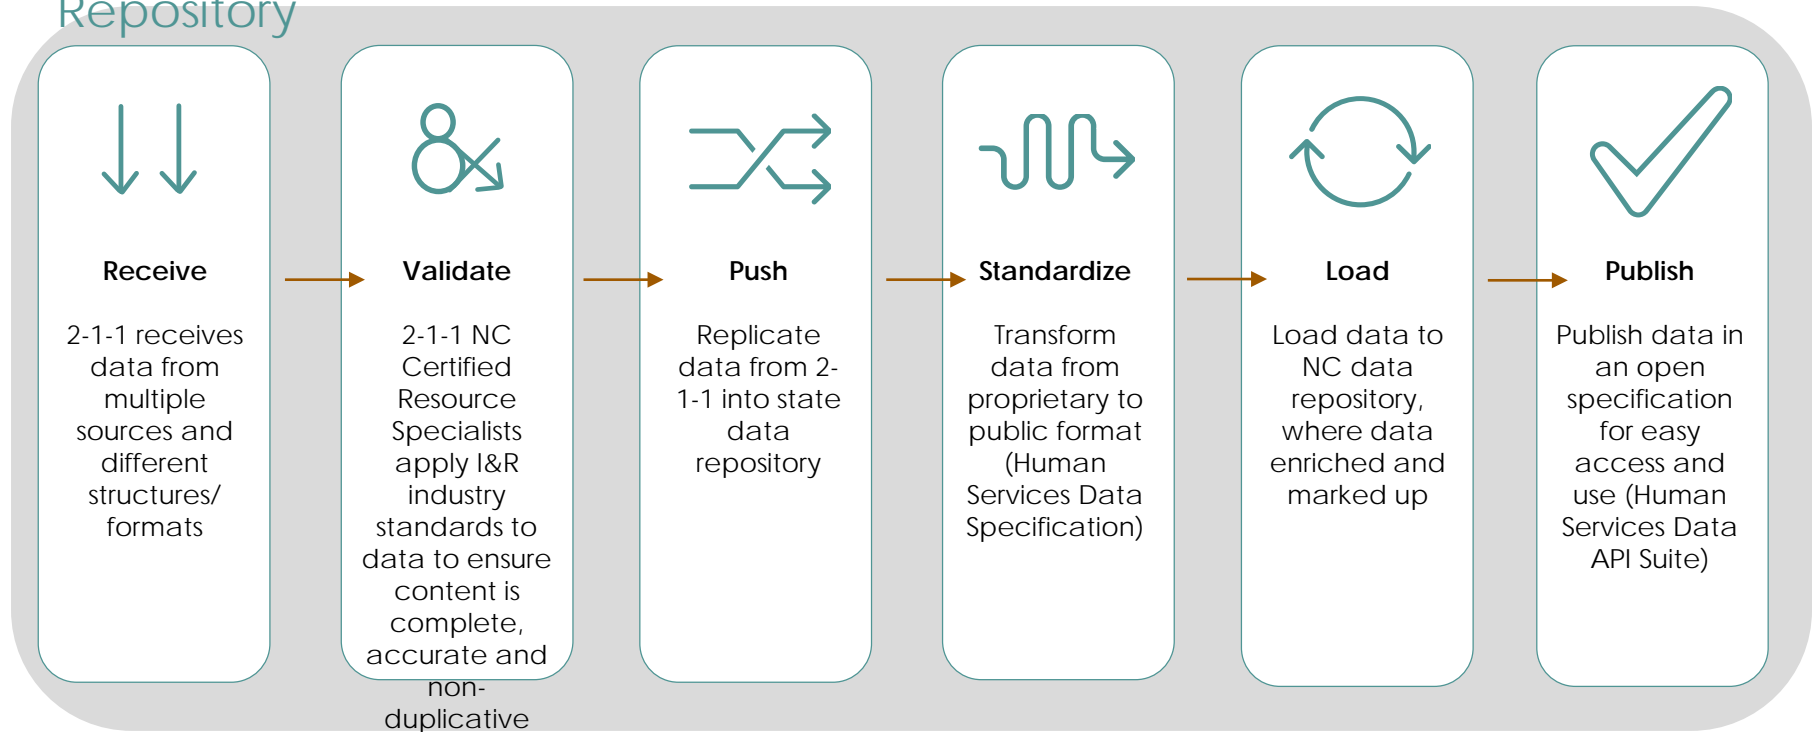 Repository
Receive
2-1-1 receives
data from
multiple
sources and
different
structures/
formats
Validate
2-1-1 NC
Certified
Resource
Specialists
apply I&R
industry
standards to
data to ensure
content is
complete,
accurate and
non-
duplicative
Push
Replicate
data from 2-
1-1 into state
data
repository
Standardize
Transform
data from
proprietary to
public format
(Human
Services Data
Specification)
Load
Load data to
NC data
repository,
where data
enriched and
marked up
Publish
Publish data in
an open
specification
for easy
access and
use (Human
Services Data
API Suite)